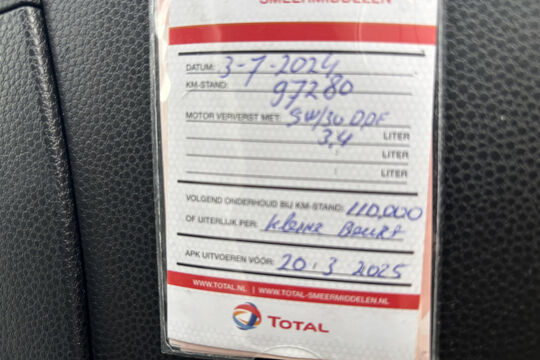 SMEERMIDDELEN
DATUM: 3-7-2024
KM-STAND: 97280
MOTOR VERVERST MET: 5W/30 DPF
3,4 LITER
LITER
LITER
VOLGEND ONDERHOUD BIJ KM-STAND: 110,000
OF UITERLIJK PER: kleine Beurt
APK UITVOEREN VÓÓR: 20-3 2025
WWW.TOTAL.NL | WWW.TOTAL-SMEERMIDDELEN.NL
TOTAL